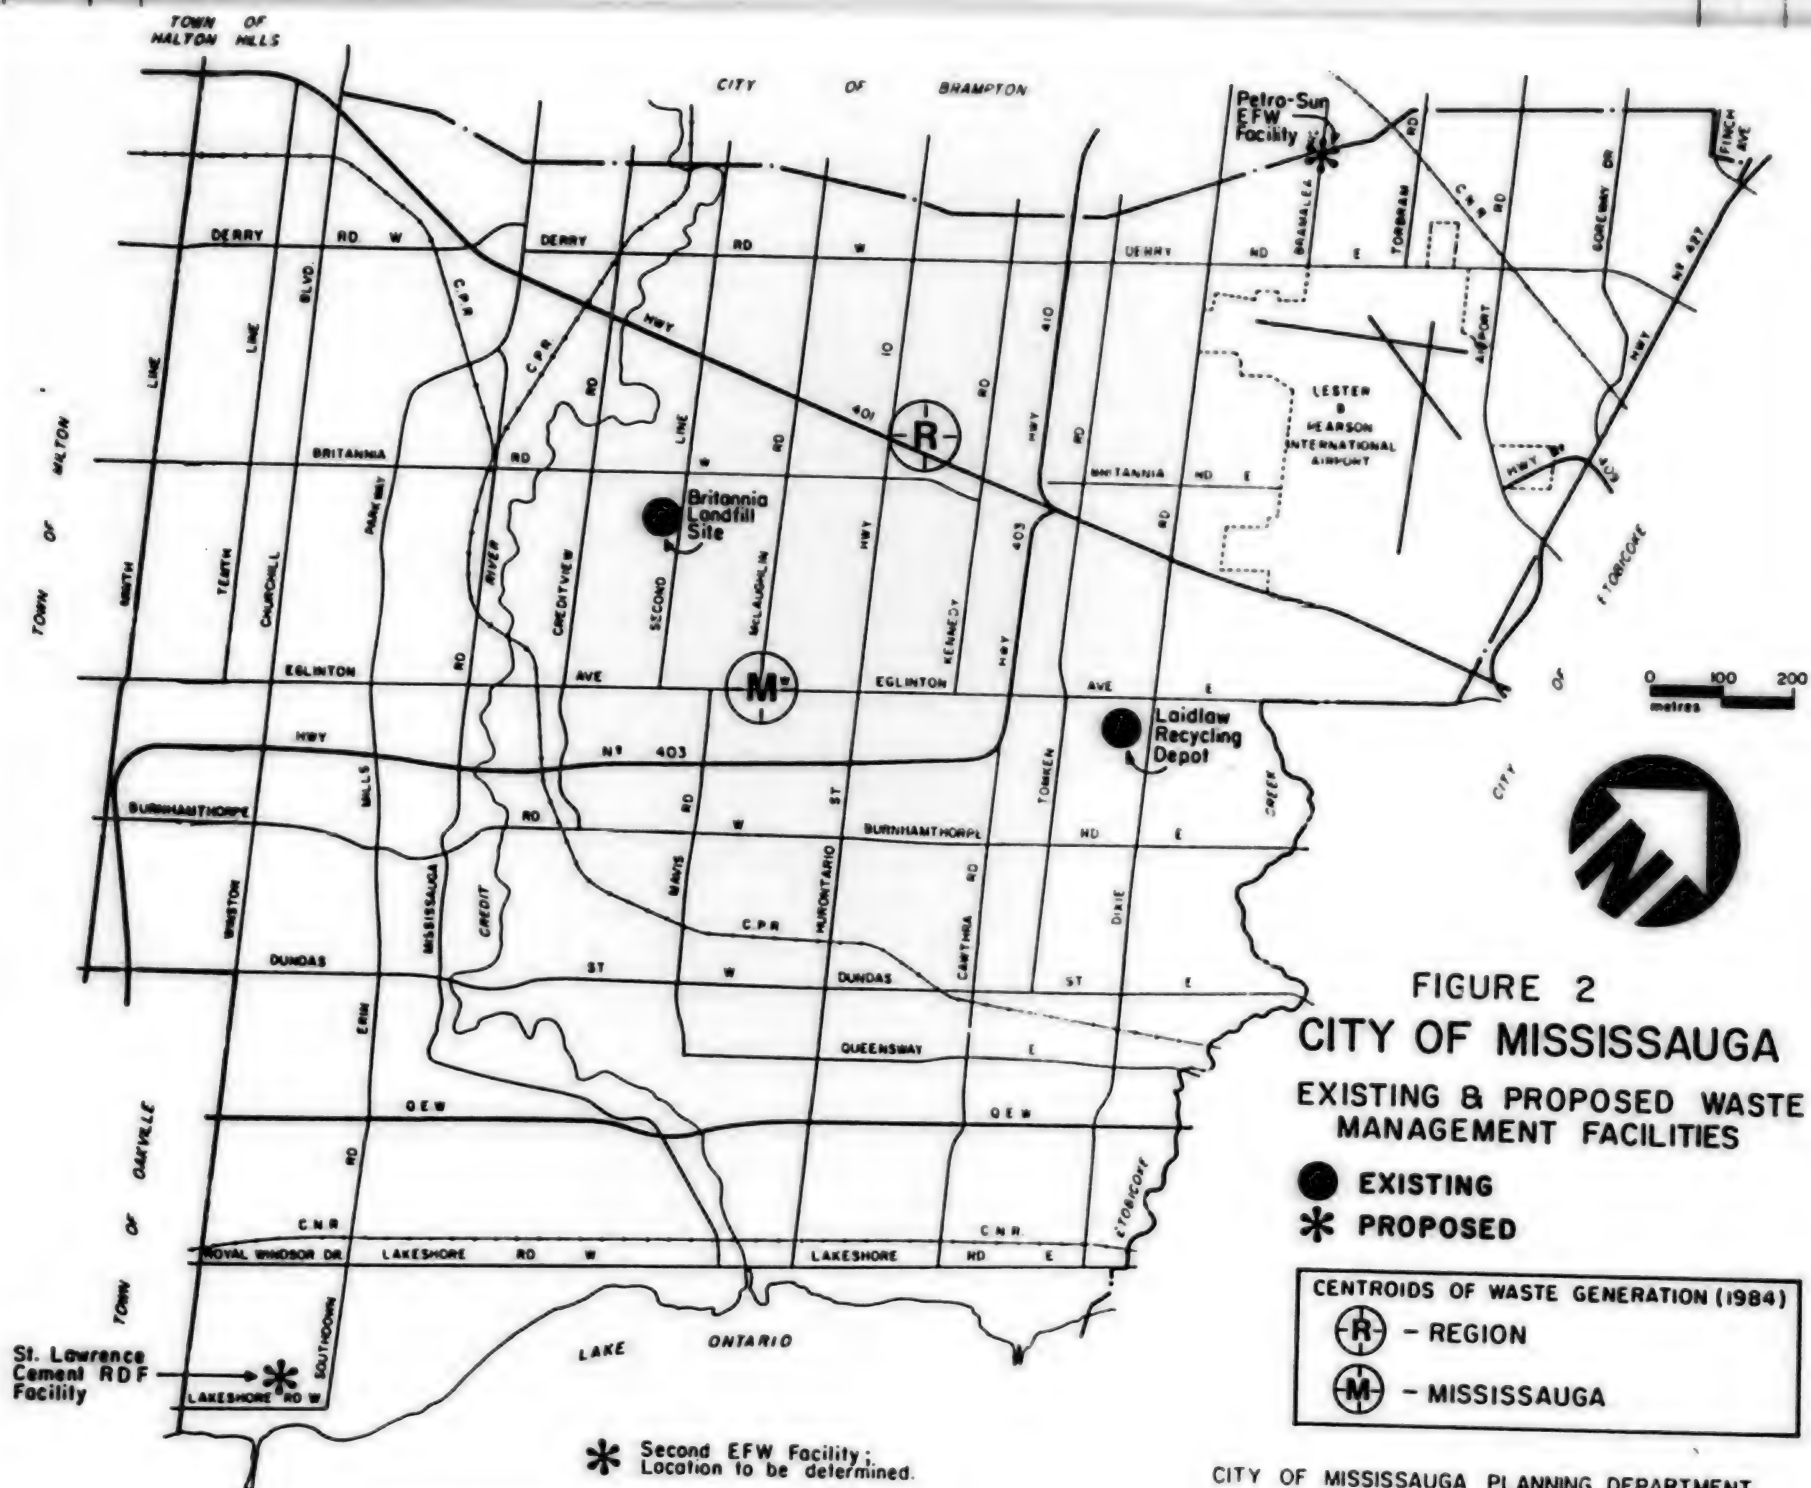 TOWN OF
HALTON HILLS
CITY OF BRAMPTON
Petro-Sun
EFW
Facility
FINCH
AVE
DERRY RD W
DERRY RD W
DERRY RD E
BRAMALEA
TORBRAM RD
AIRPORT RD
GOREWAY DR
C.N.R.
HWY Nº 427
HWY 409
C.P.R
C.P.R.
HWY 401
HWY 10
HWY 410
LESTER
B
PEARSON
INTERNATIONAL
AIRPORT
BRITANNIA RD W
BRITANNIA RD E
Britannia
Landfill
Site
R
M
NINTH LINE
TENTH LINE
WINSTON CHURCHILL BLVD.
ERIN MILLS PARKWAY
MISSISSAUGA RD
CREDIT RIVER
CREDITVIEW RD
SECOND LINE
MCLAUGHLIN RD
KENNEDY RD
HWY 403
TOMKEN RD
DIXIE RD
TOWN OF MILTON
CITY OF ETOBICOKE
EGLINTON AVE W
EGLINTON AVE E
0 100 200
metres
Laidlaw
Recycling
Depot
HWY Nº 403
BURNHAMTHORPE RD W
BURNHAMTHORPE RD E
MAVIS RD
HURONTARIO ST
CAWTHRA RD
ETOBICOKE CREEK
N
C.P.R
DUNDAS ST W
DUNDAS ST E
QUEENSWAY E
Q.E.W
Q.E.W
TOWN OF OAKVILLE
C.N.R
C.N.R.
ROYAL WINDSOR DR.
LAKESHORE RD W
LAKESHORE RD E
SOUTHDOWN RD
LAKE ONTARIO
St. Lawrence
Cement RDF
Facility
LAKESHORE RD W
Second EFW Facility;
Location to be determined.
FIGURE 2
CITY OF MISSISSAUGA
EXISTING & PROPOSED WASTE
MANAGEMENT FACILITIES
EXISTING
PROPOSED
CENTROIDS OF WASTE GENERATION (1984)
R - REGION
M - MISSISSAUGA
CITY OF MISSISSAUGA PLANNING DEPARTMENT